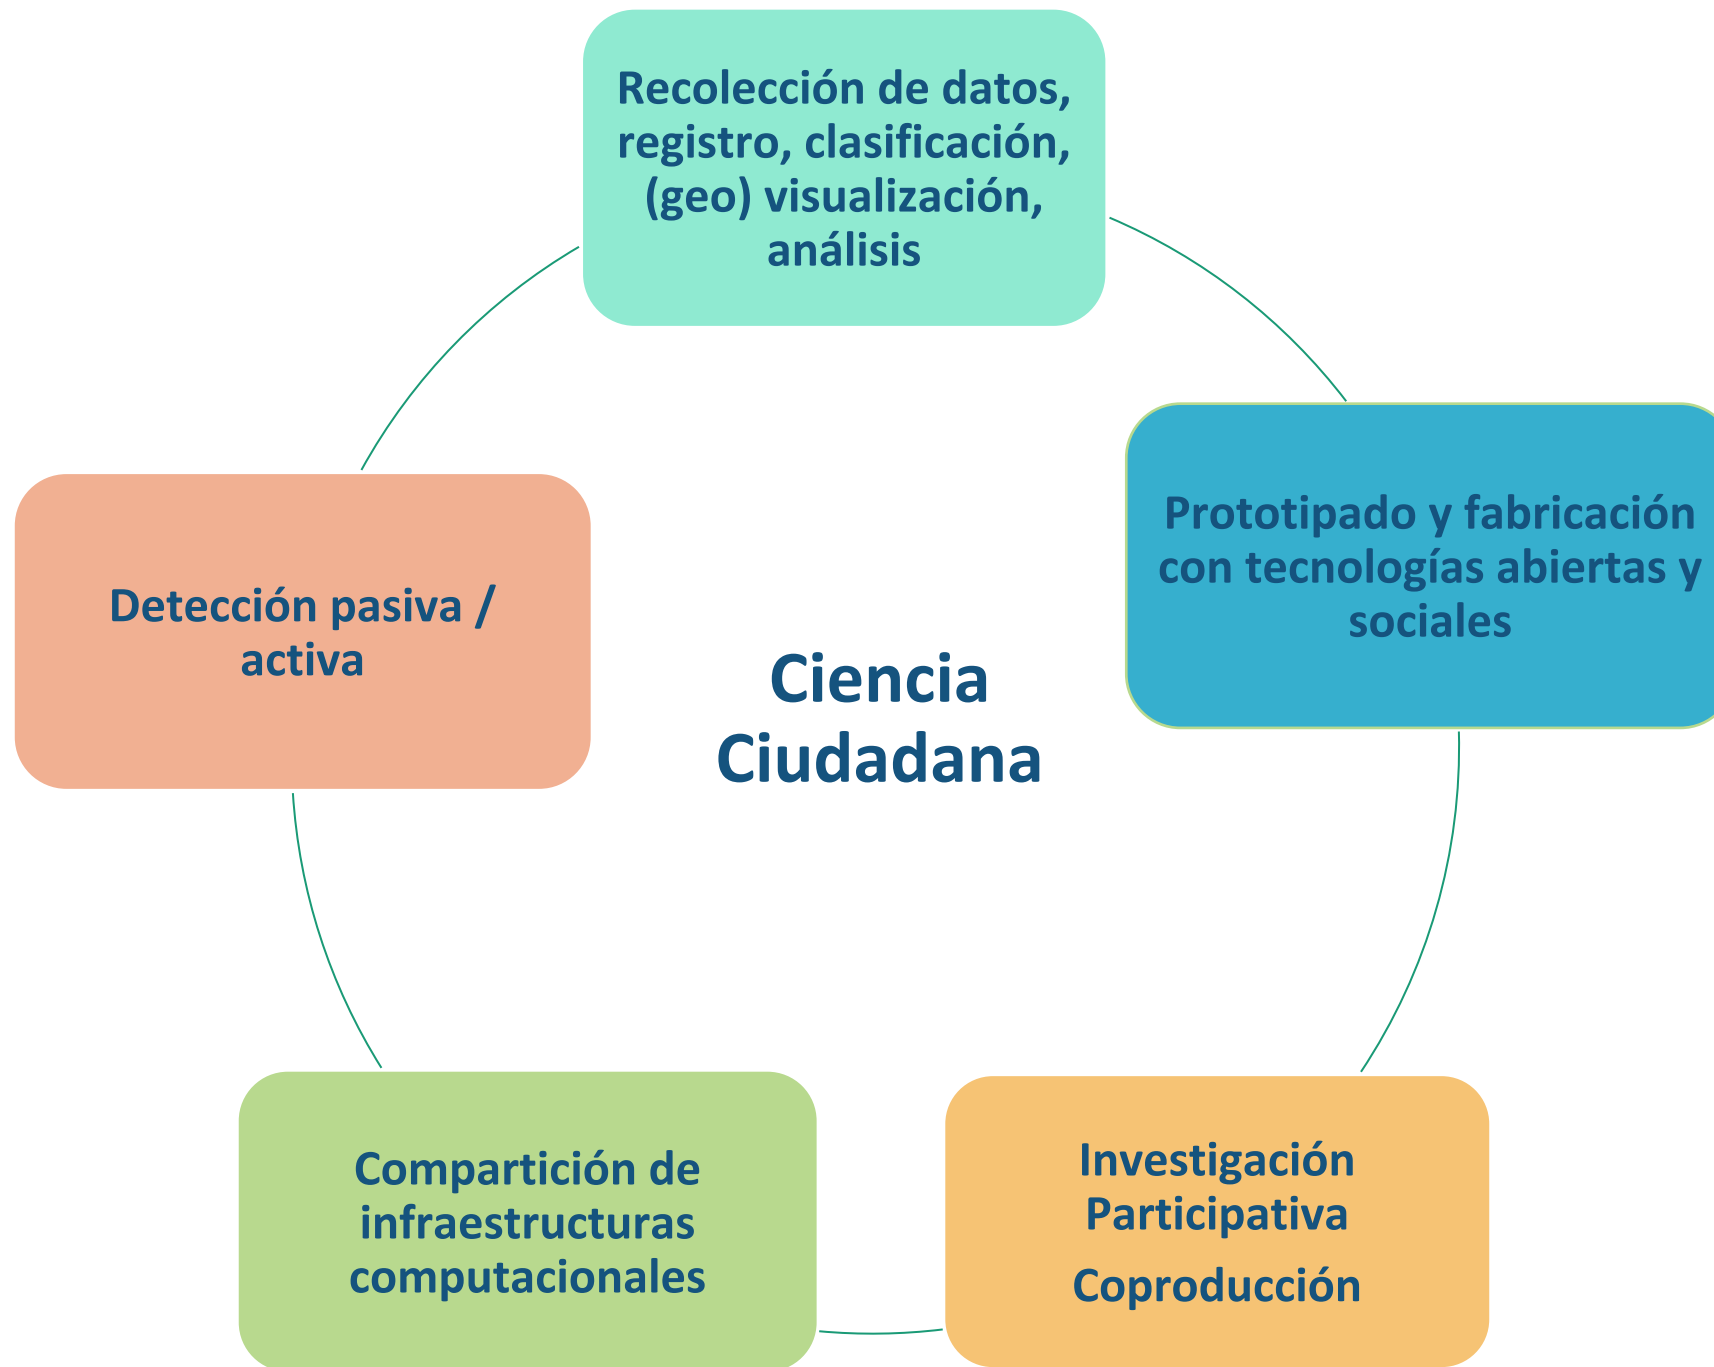 Recolección de datos,
registro, clasificación,
(geo) visualización,
análisis
Prototipado y fabricación
con tecnologías abiertas y
sociales
Detección pasiva /
activa
Ciencia
Ciudadana
Compartición de
infraestructuras
computacionales
Investigación
Participativa
Coproducción